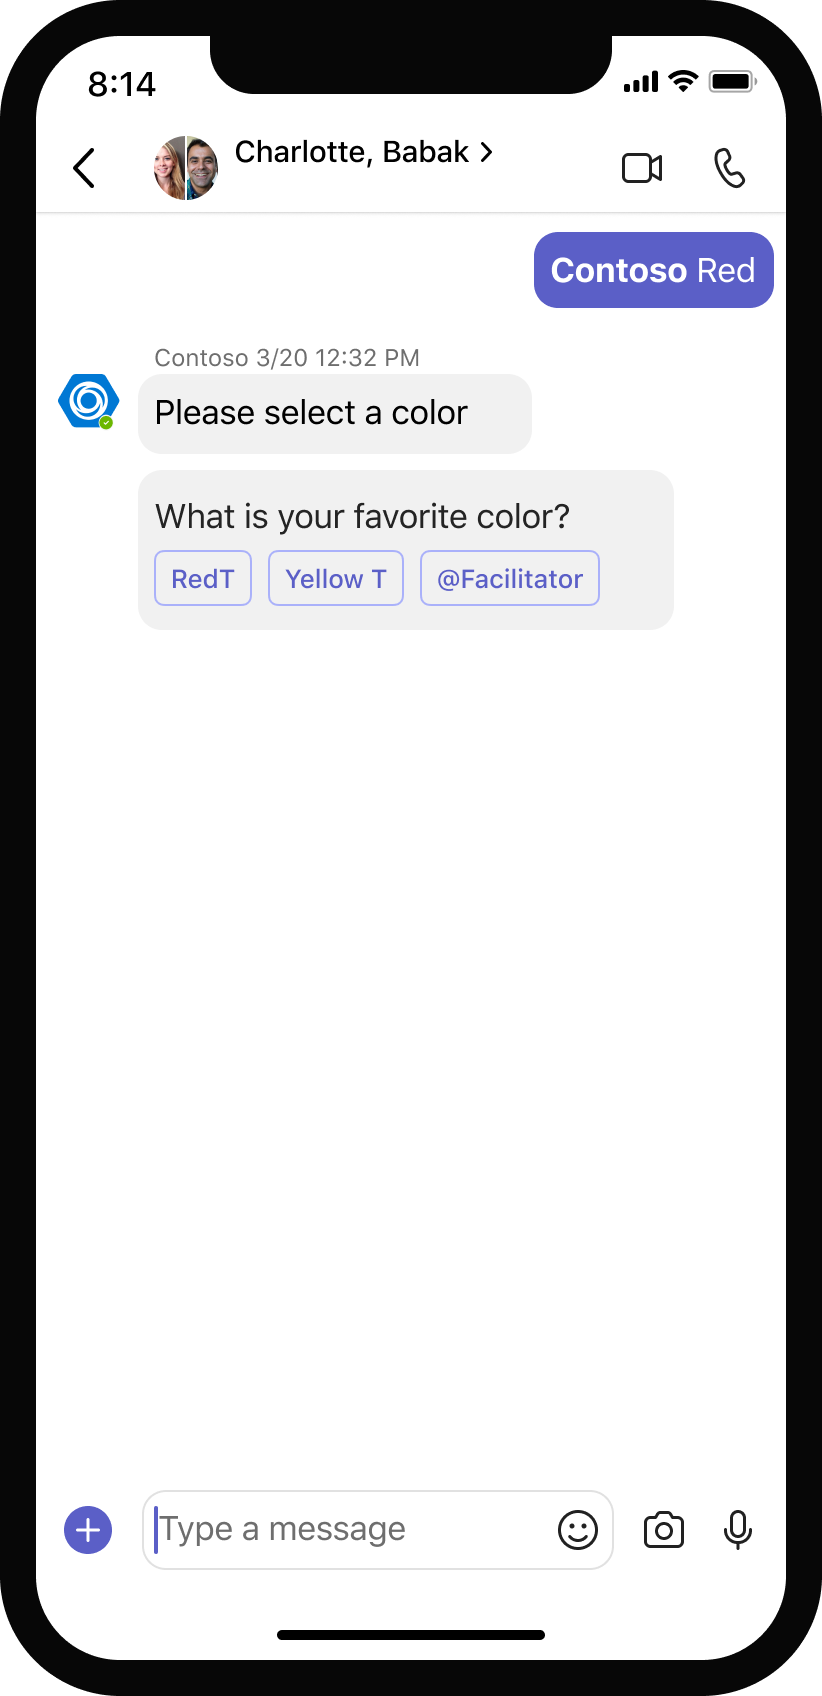 8:14
Charlotte, Babak
Contoso Red
Contoso 3/20 12:32 PM
Please select a color
What is your favorite color?
RedT Yellow T @Facilitator
Type a message